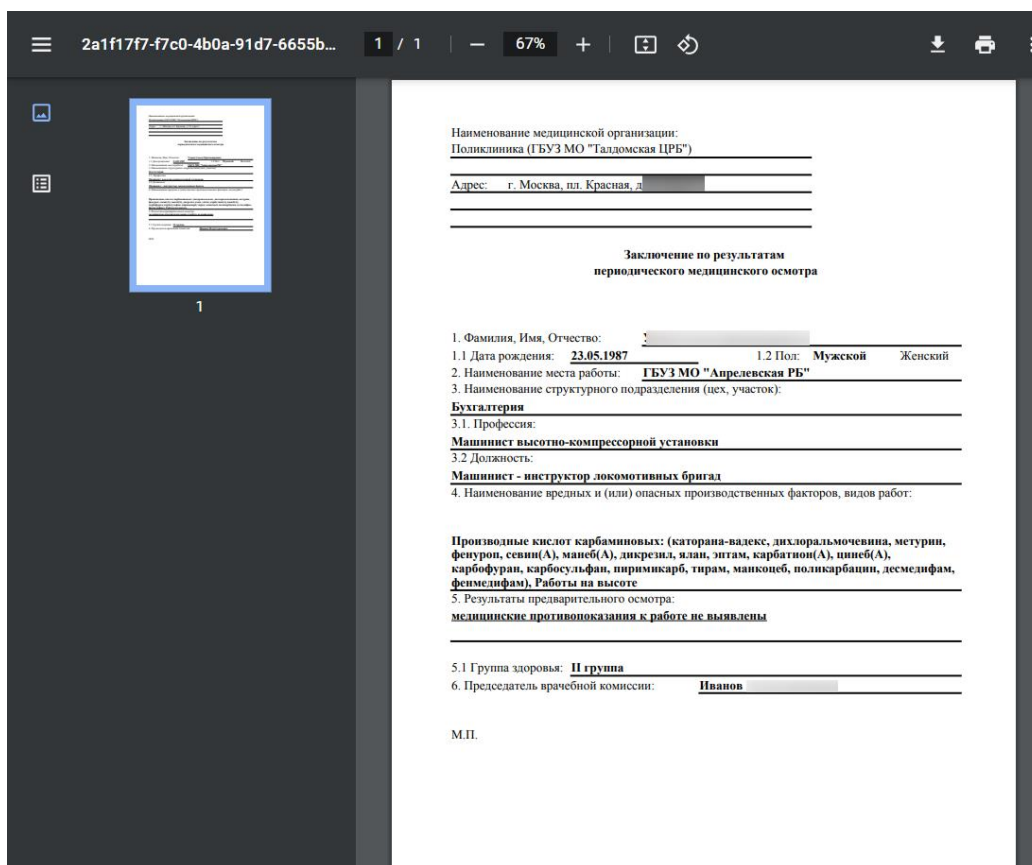 2a1f17f7-f7c0-4b0a-91d7-6655b...
1 / 1
67%
1
Наименование медицинской организации:
Поликлиника (ГБУЗ МО "Талдомская ЦРБ")
Адрес: г. Москва, пл. Красная, д
Заключение по результатам
периодического медицинского осмотра
1. Фамилия, Имя, Отчество:
1.1 Дата рождения: 23.05.1987 1.2 Пол: Мужской Женский
2. Наименование места работы: ГБУЗ МО "Апрелевская РБ"
3. Наименование структурного подразделения (цех, участок):
Бухгалтерия
3.1. Профессия:
Машинист высотно-компрессорной установки
3.2 Должность:
Машинист - инструктор локомотивных бригад
4. Наименование вредных и (или) опасных производственных факторов, видов работ:
Производные кислот карбаминовых: (каторана-вадекс, дихлоральмочевина, метурин,
фенурон, севин(А), манеб(А), дикрезил, ялан, эптам, карбатион(А), цинеб(А),
карбофуран, карбосульфан, пиримикарб, тирам, манкоцеб, поликарбацин, десмедифам,
фенмедифам), Работы на высоте
5. Результаты предварительного осмотра:
медицинские противопоказания к работе не выявлены
5.1 Группа здоровья: II группа
6. Председатель врачебной комиссии: Иванов
М.П.